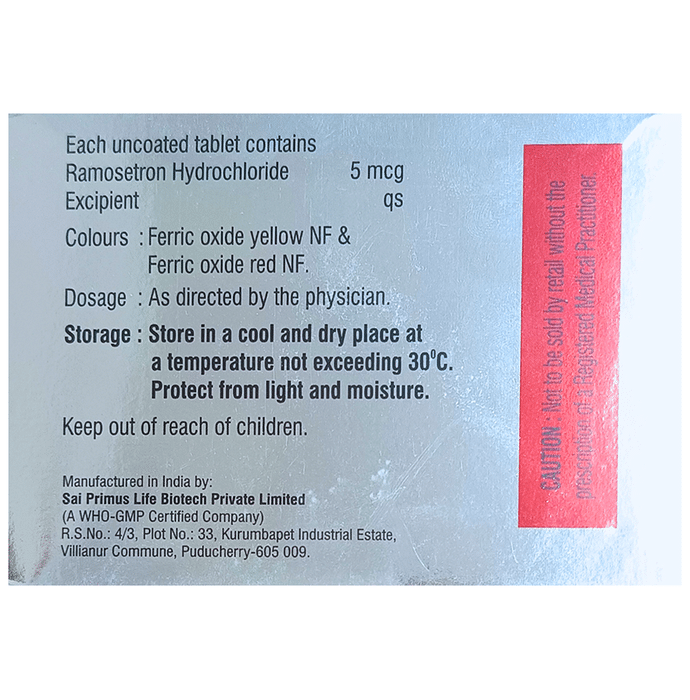 Each uncoated tablet contains
Ramosetron Hydrochloride 5 mcg
Excipient qs
Colours : Ferric oxide yellow NF &
Ferric oxide red NF.
Dosage : As directed by the physician.
Storage : Store in a cool and dry place at
a temperature not exceeding 30⁰C.
Protect from light and moisture.
Keep out of reach of children.
Manufactured in India by:
Sai Primus Life Biotech Private Limited
(A WHO-GMP Certified Company)
R.S.No.: 4/3, Plot No.: 33, Kurumbapet Industrial Estate,
Villianur Commune, Puducherry-605 009.
CAUTION : Not to be sold by retail without the
prescription of a Registered Medical Practitioner.